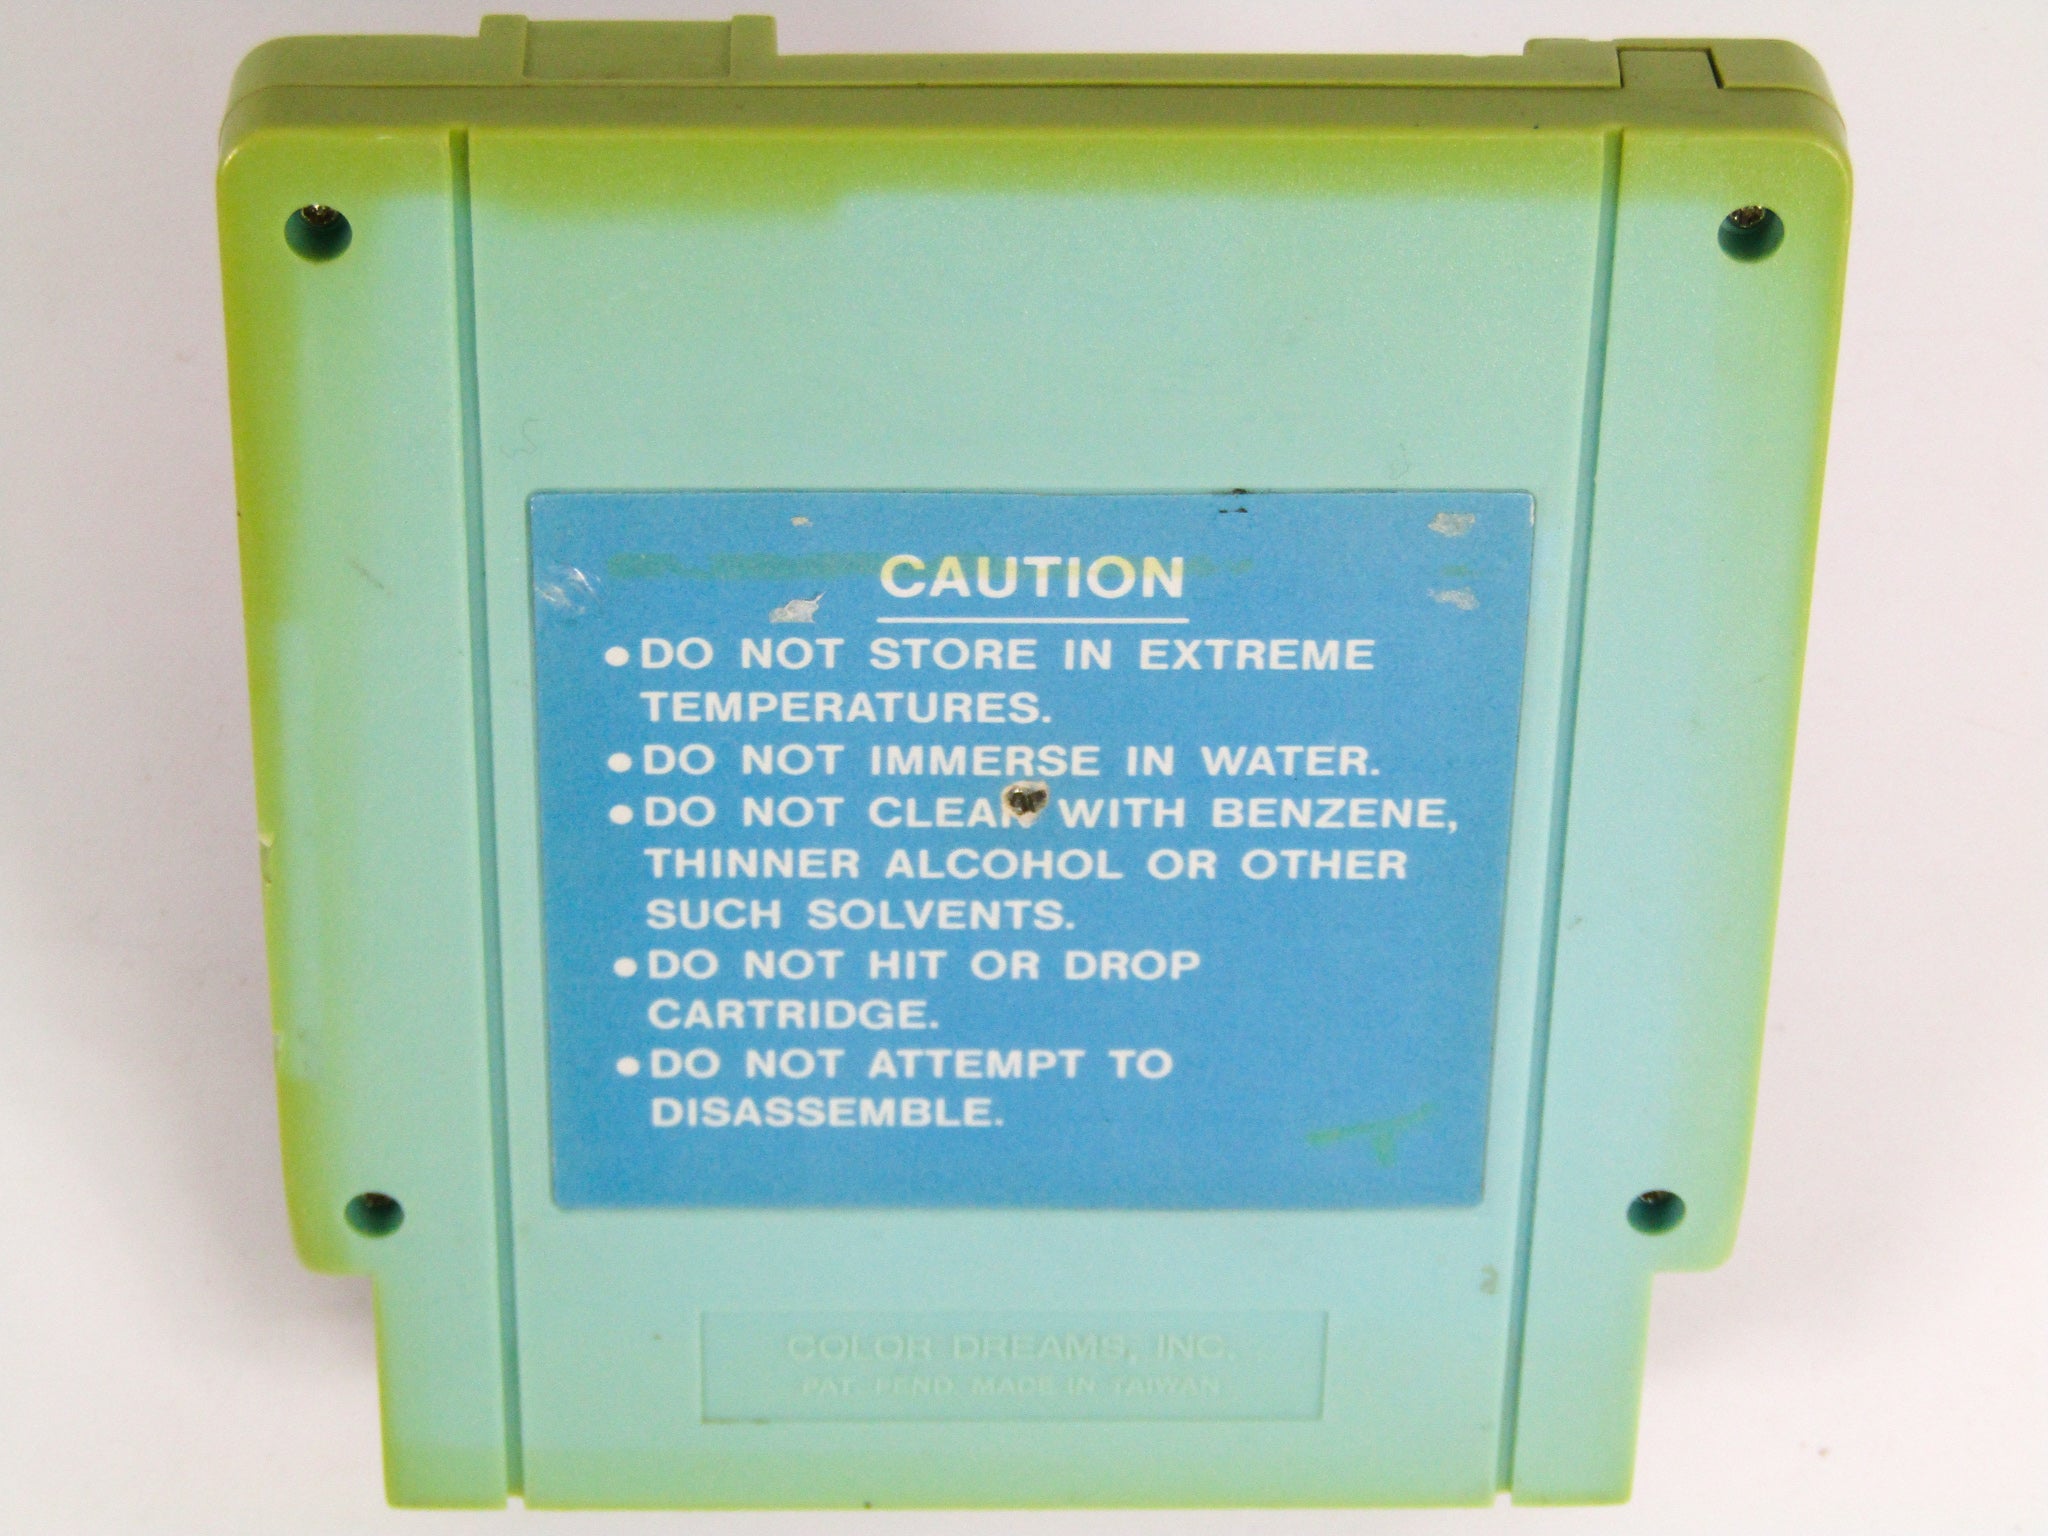 CAUTION
●DO NOT STORE IN EXTREME
TEMPERATURES.
●DO NOT IMMERSE IN WATER.
●DO NOT CLEAN WITH BENZENE,
THINNER ALCOHOL OR OTHER
SUCH SOLVENTS.
●DO NOT HIT OR DROP
CARTRIDGE.
●DO NOT ATTEMPT TO
DISASSEMBLE.
COLOR DREAMS, INC.
PAT. PEND. MADE IN TAIWAN